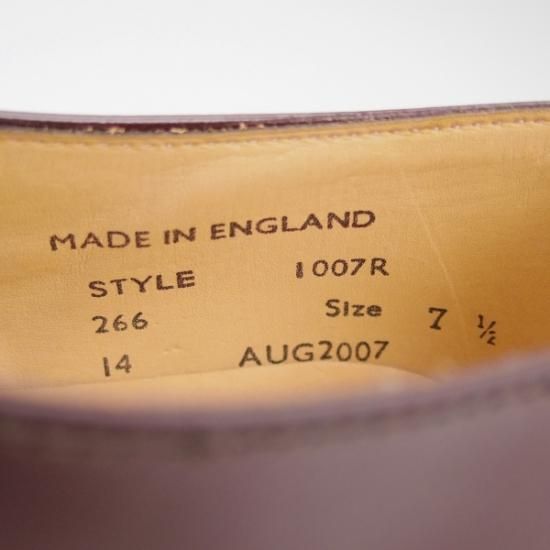 MADE IN ENGLAND
STYLE 1007R
266 Size 7 ½
14 AUG2007